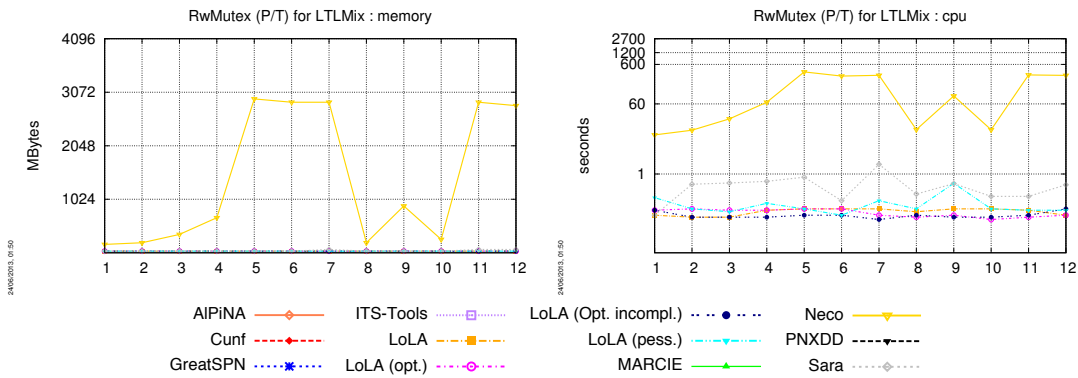 RwMutex (P/T) for LTLMix : memory
4096
3072
2048
1024
MBytes
1 2 3 4 5 6 7 8 9 10 11 12
24/06/2013, 01:50
RwMutex (P/T) for LTLMix : cpu
2700
1200
600
60
1
seconds
1 2 3 4 5 6 7 8 9 10 11 12
24/06/2013, 01:50
AlPiNA
Cunf
GreatSPN
ITS-Tools
LoLA
LoLA (opt.)
LoLA (Opt. incompl.)
LoLA (pess.)
MARCIE
Neco
PNXDD
Sara